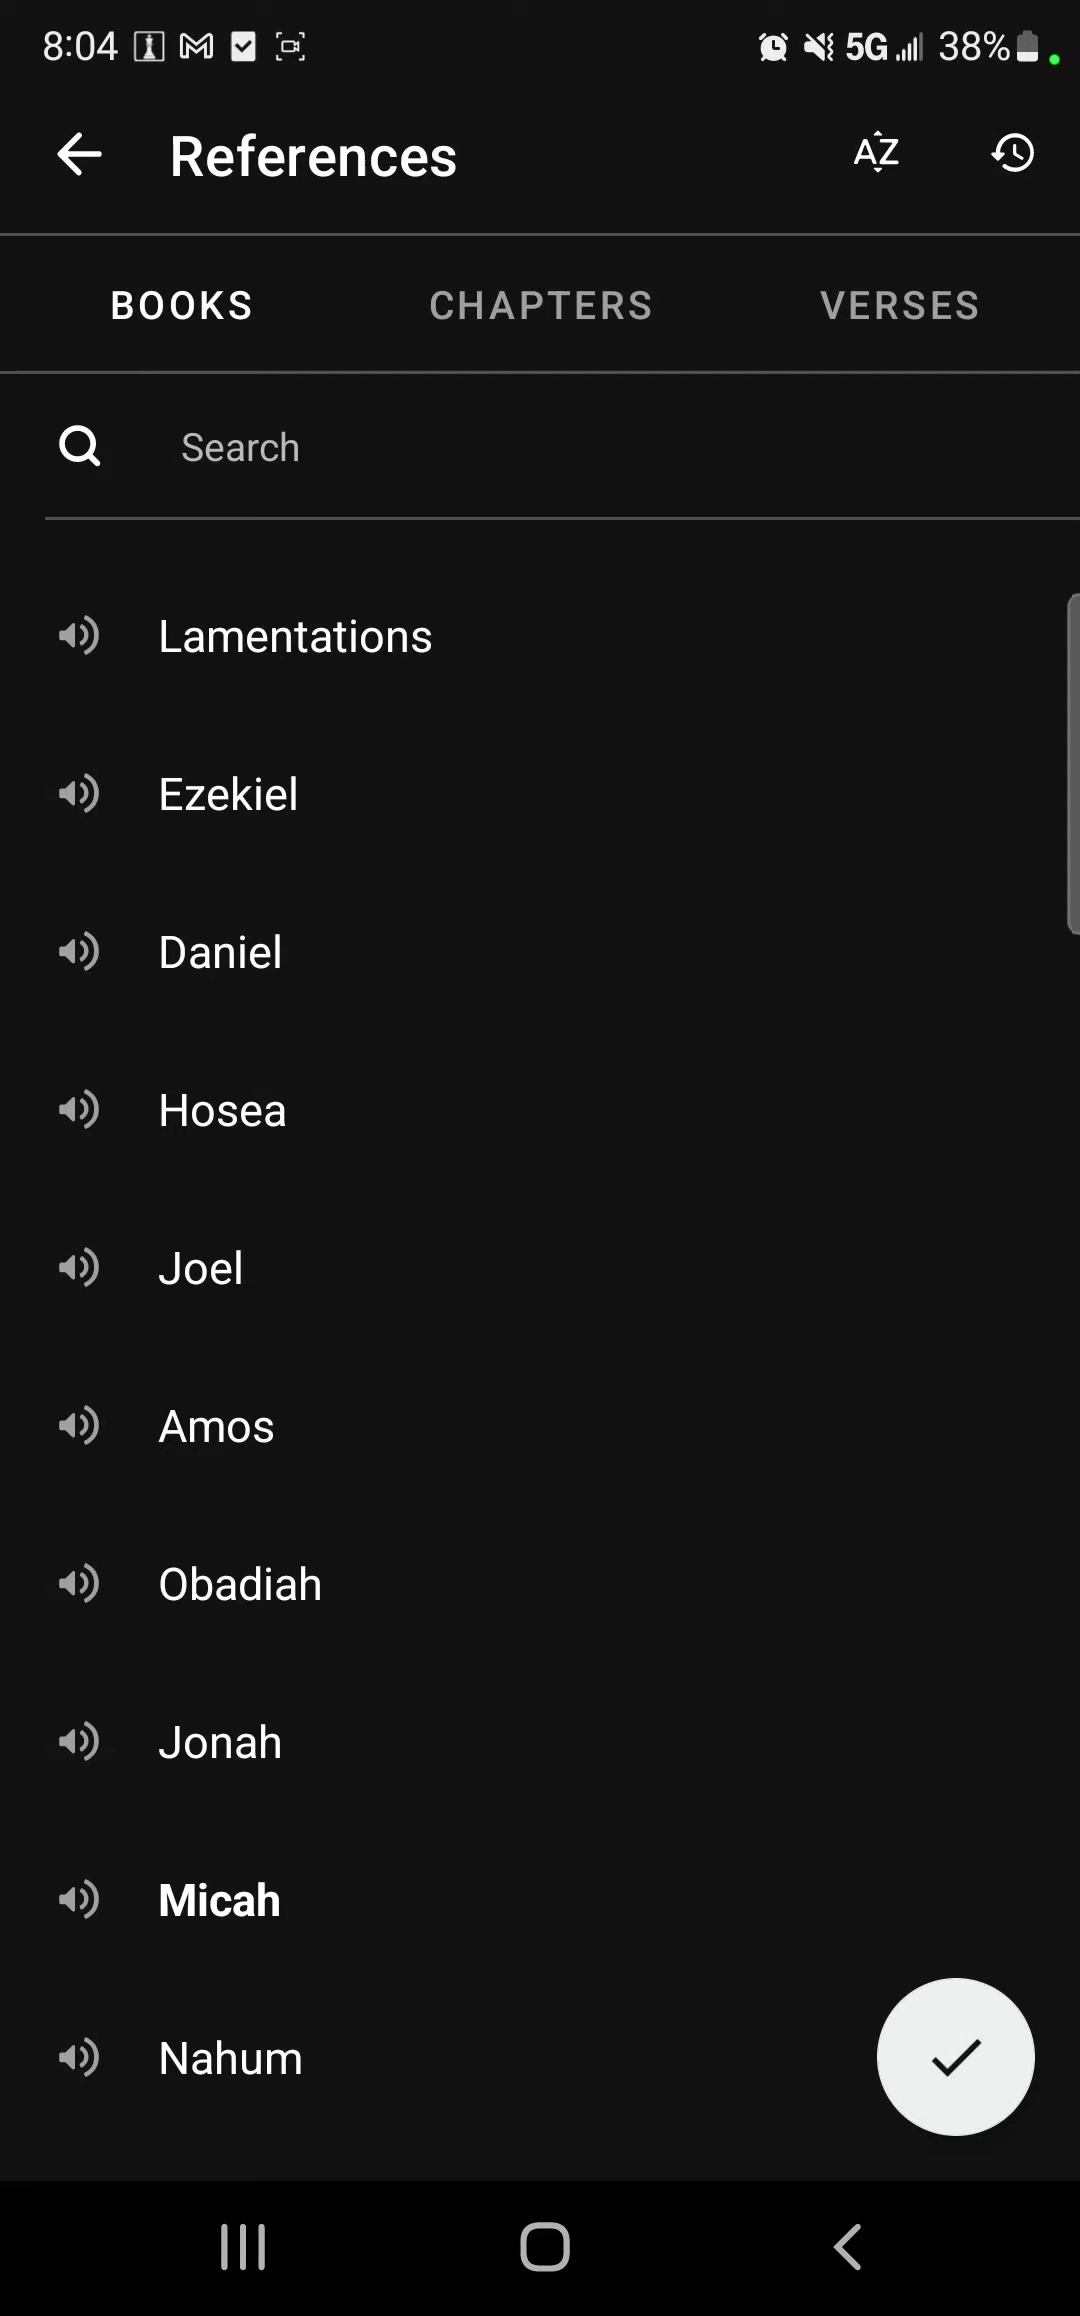 8:04 5G 38%
References AZ
BOOKS CHAPTERS VERSES
Search
Lamentations
Ezekiel
Daniel
Hosea
Joel
Amos
Obadiah
Jonah
Micah
Nahum